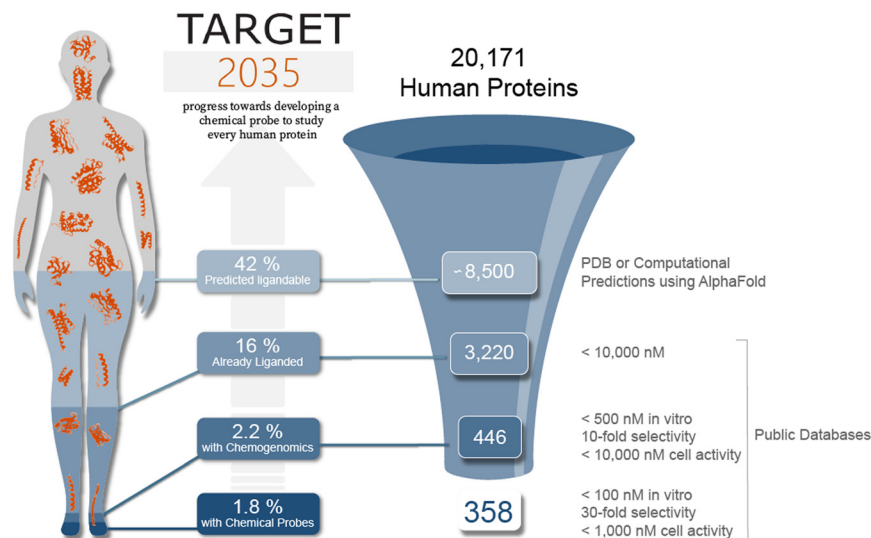 TARGET
2035
progress towards developing a
chemical probe to study
every human protein
20,171
Human Proteins
42 %
Predicted ligandable
~8,500
PDB or Computational
Predictions using AlphaFold
16 %
Already Liganded
3,220
< 10,000 nM
2.2 %
with Chemogenomics
446
< 500 nM in vitro
10-fold selectivity
< 10,000 nM cell activity
Public Databases
1.8 %
with Chemical Probes
358
< 100 nM in vitro
30-fold selectivity
< 1,000 nM cell activity